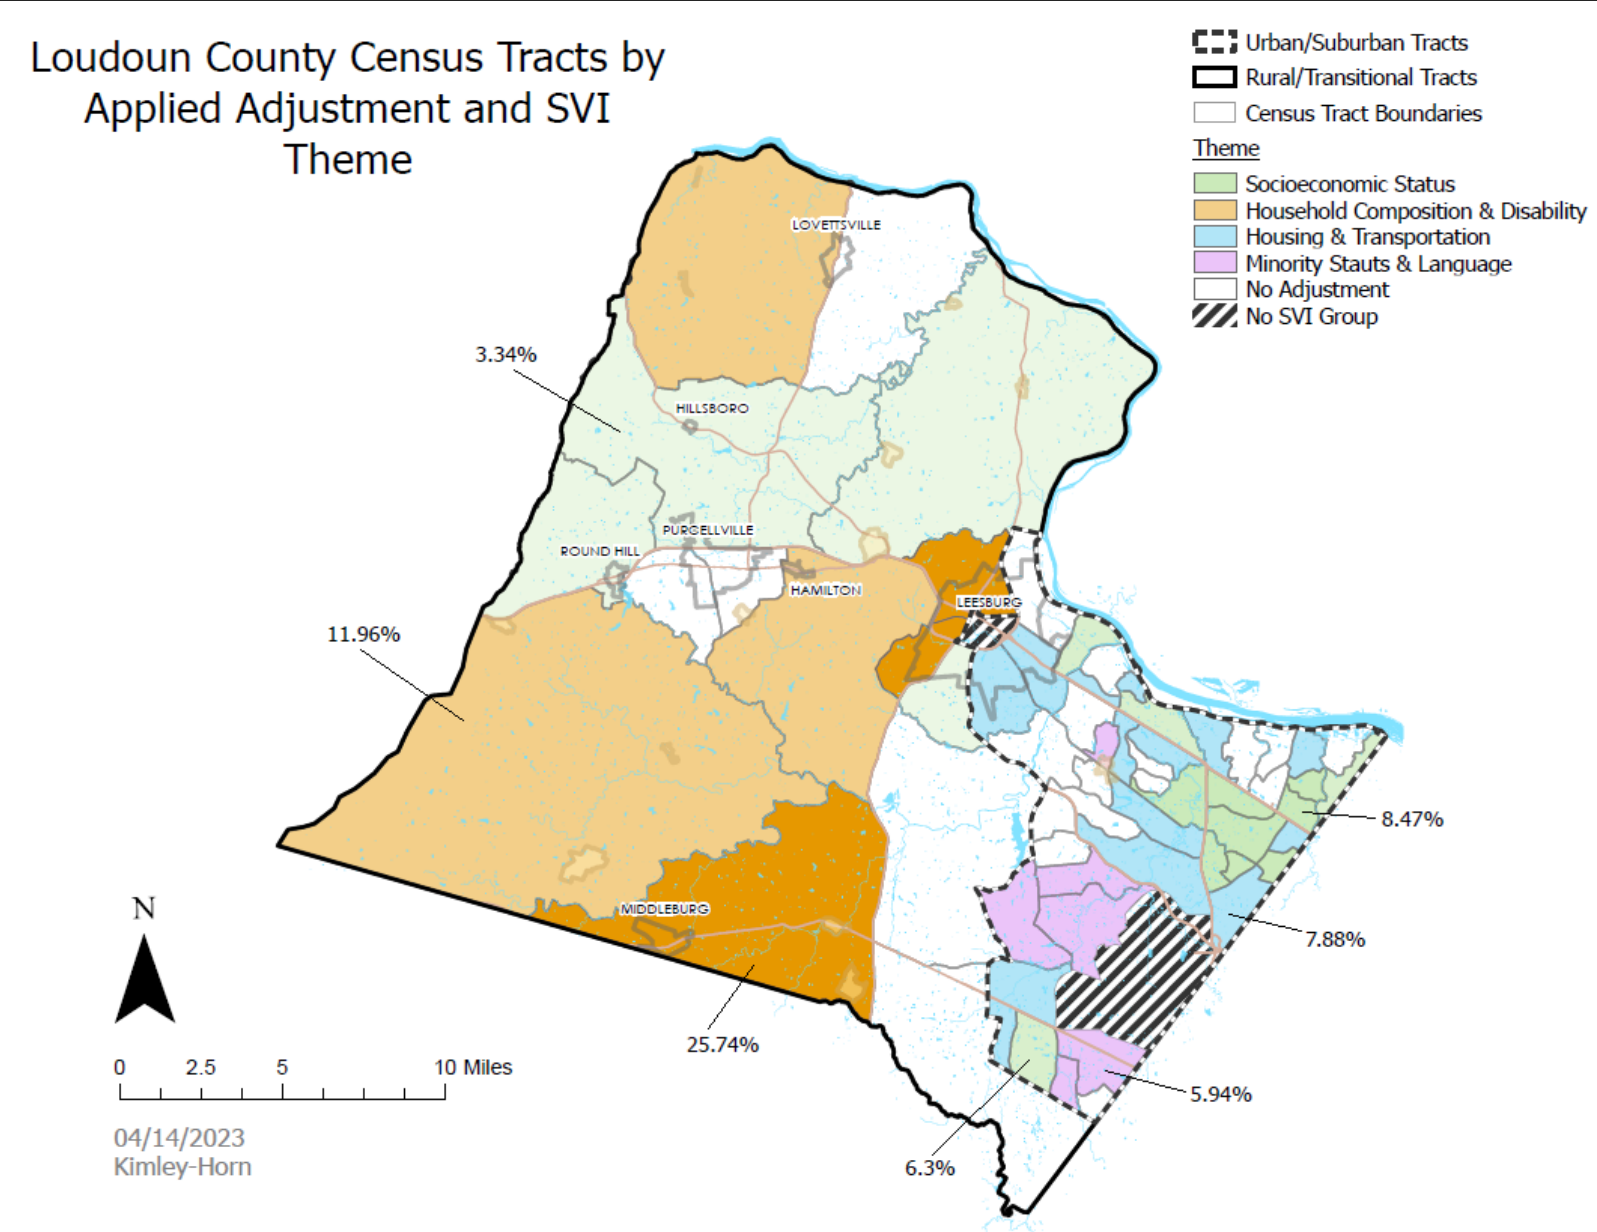 Loudoun County Census Tracts by
Applied Adjustment and SVI
Theme
Urban/Suburban Tracts
Rural/Transitional Tracts
Census Tract Boundaries
Theme
Socioeconomic Status
Household Composition & Disability
Housing & Transportation
Minority Stauts & Language
No Adjustment
No SVI Group
LOVETTSVILLE
3.34%
HILLSBORO
PURCELLVILLE
ROUND HILL
HAMILTON
LEESBURG
11.96%
8.47%
MIDDLEBURG
7.88%
25.74%
5.94%
6.3%
N
0 2.5 5 10 Miles
04/14/2023
Kimley-Horn